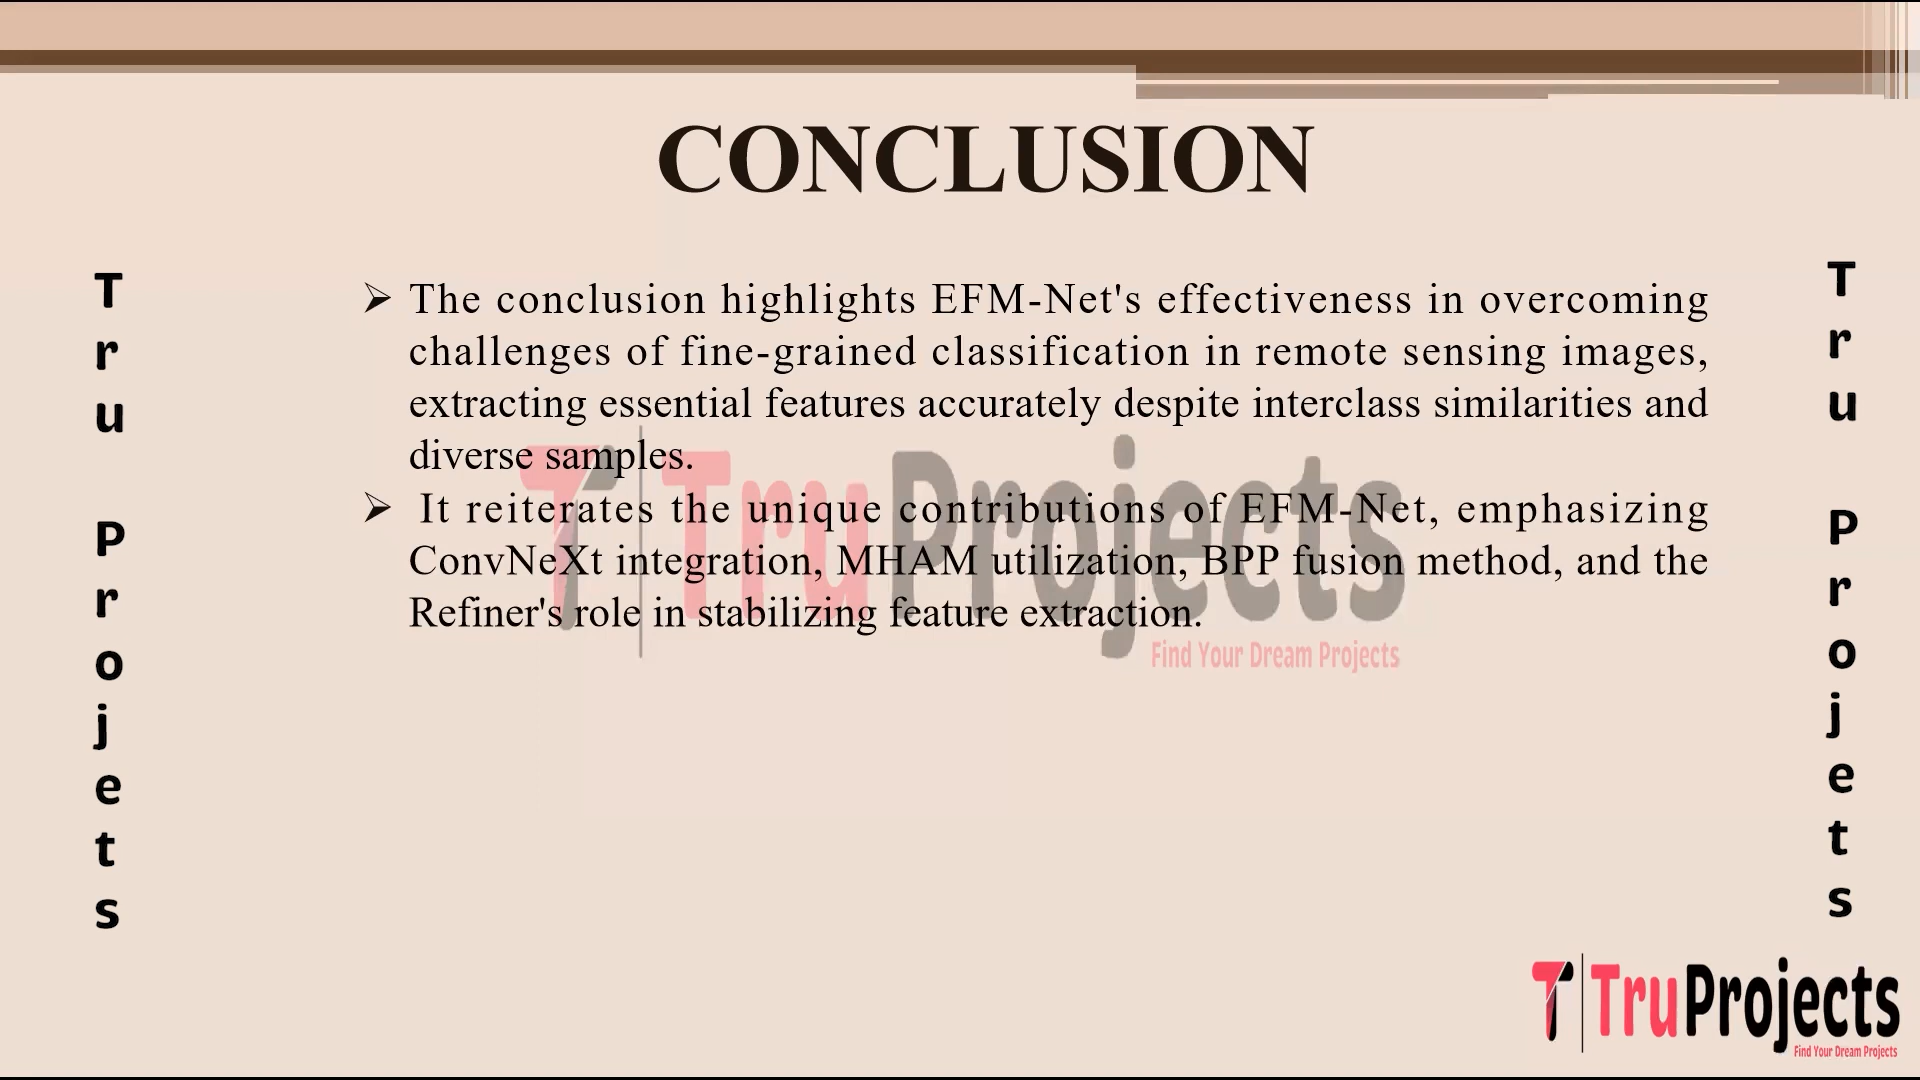 CONCLUSION
➢ The conclusion highlights EFM-Net's effectiveness in overcoming
challenges of fine-grained classification in remote sensing images,
extracting essential features accurately despite interclass similarities and
diverse samples.
➢ It reiterates the unique contributions of EFM-Net, emphasizing
ConvNeXt integration, MHAM utilization, BPP fusion method, and the
Refiner's role in stabilizing feature extraction.
TruProjects
Find Your Dream Projects
T
r
u
P
r
o
j
e
t
s
T
r
u
P
r
o
j
e
t
s
TruProjects
Find Your Dream Projects